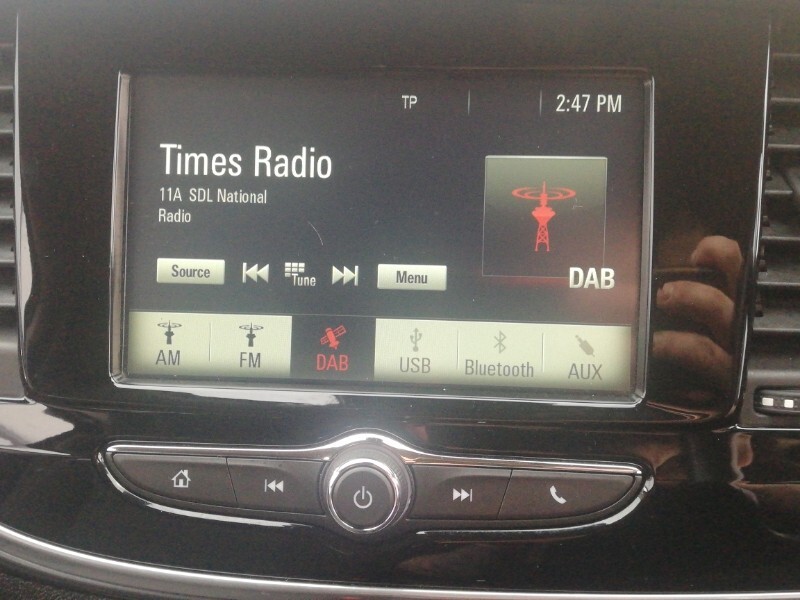 TP
2:47 PM
Times Radio
11A SDL National
Radio
Source
Tune
Menu
DAB
AM FM DAB USB Bluetooth AUX